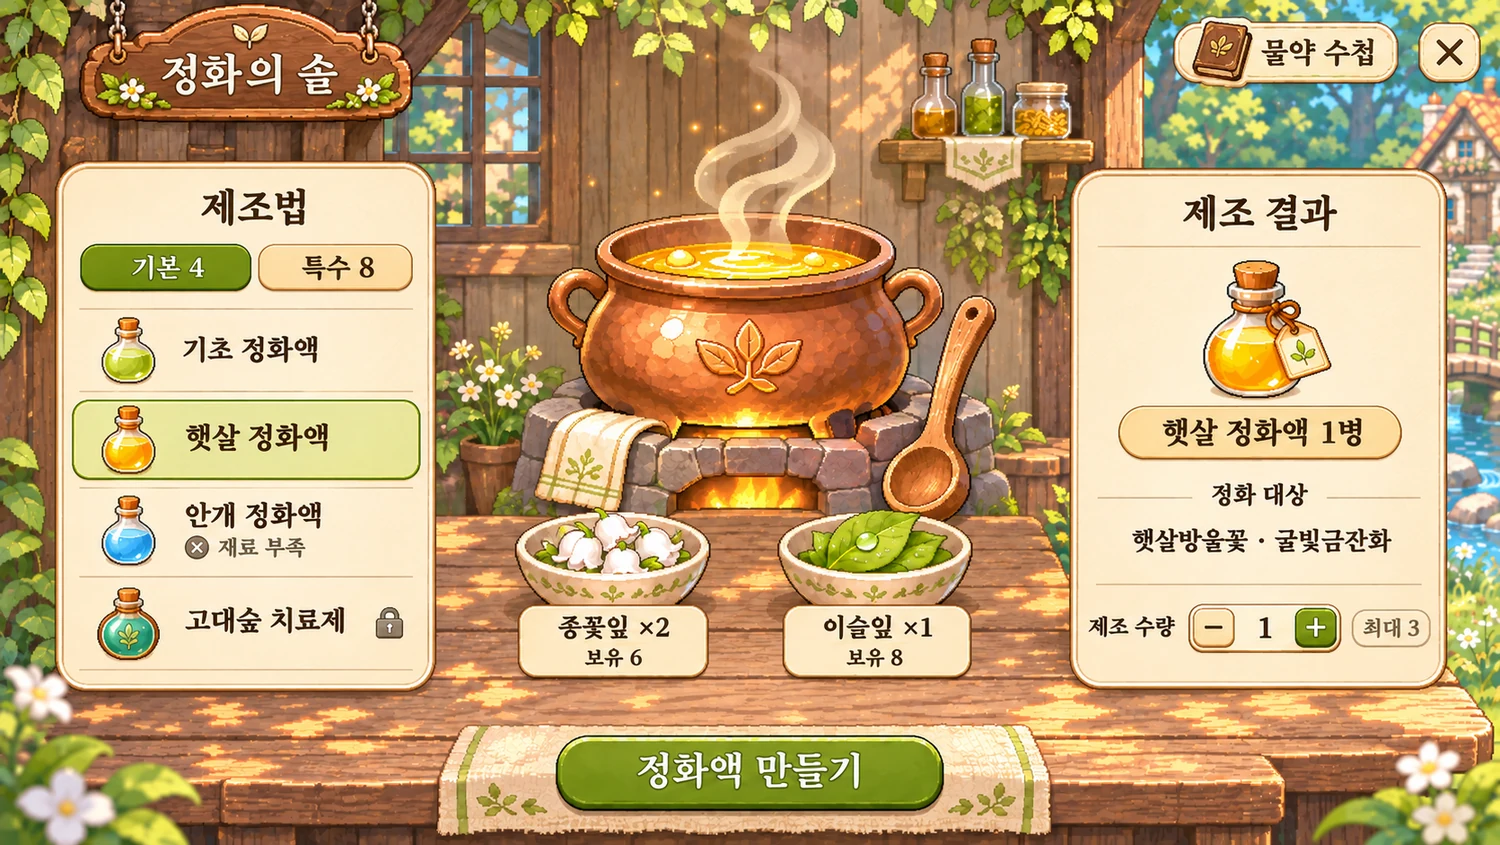 정화의 솥
물약 수첩
제조법
기본 4
특수 8
기초 정화액
햇살 정화액
안개 정화액
재료 부족
고대숲 치료제
종꽃잎 ×2
보유 6
이슬잎 ×1
보유 8
제조 결과
햇살 정화액 1병
정화 대상
햇살방울꽃 · 귤빛금잔화
제조 수량
1
최대 3
정화액 만들기